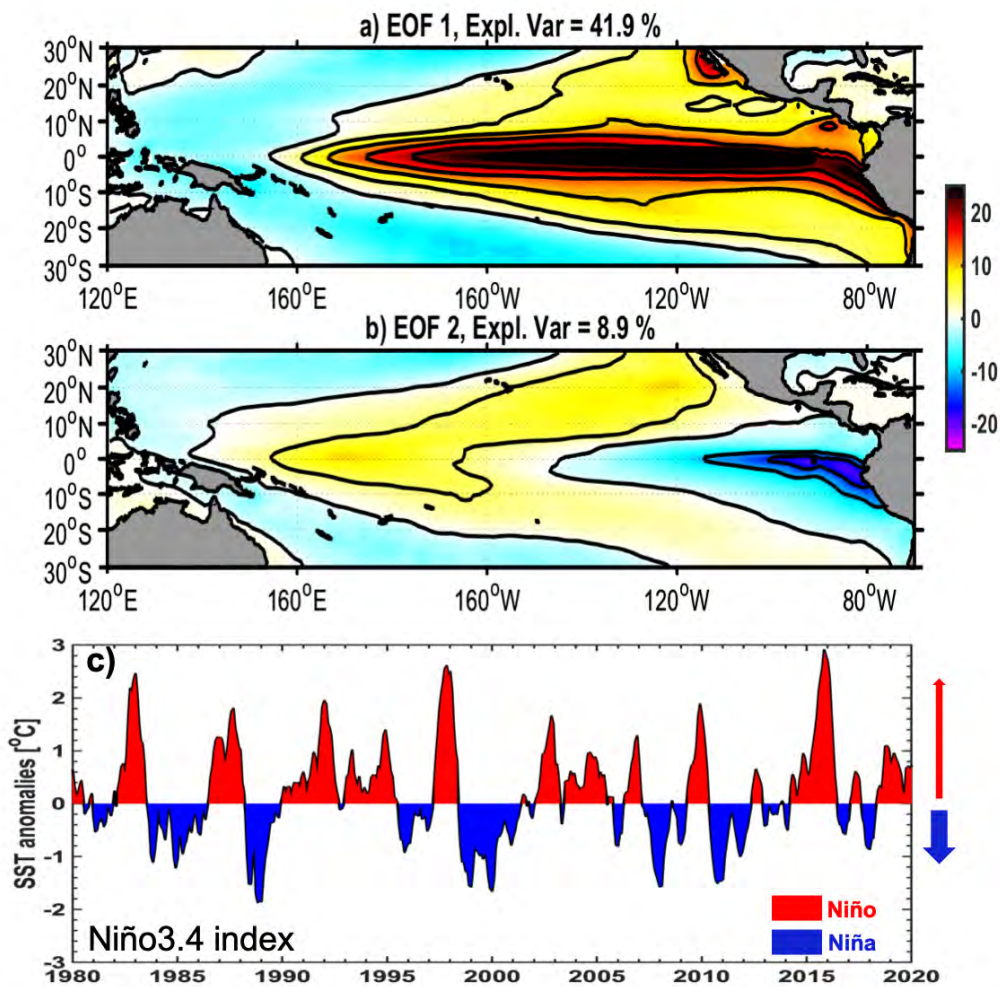 a) EOF 1, Expl. Var = 41.9 %
30°N
20°N
10°N
0°
10°S
20°S
30°S
120°E 160°E 160°W 120°W 80°W
20
10
0
-10
-20
b) EOF 2, Expl. Var = 8.9 %
30°N
20°N
10°N
0°
10°S
20°S
30°S
120°E 160°E 160°W 120°W 80°W
c)
SST anomalies [°C]
3
2
1
0
-1
-2
-3
Niño
Niña
Niño3.4 index
1980 1985 1990 1995 2000 2005 2010 2015 2020